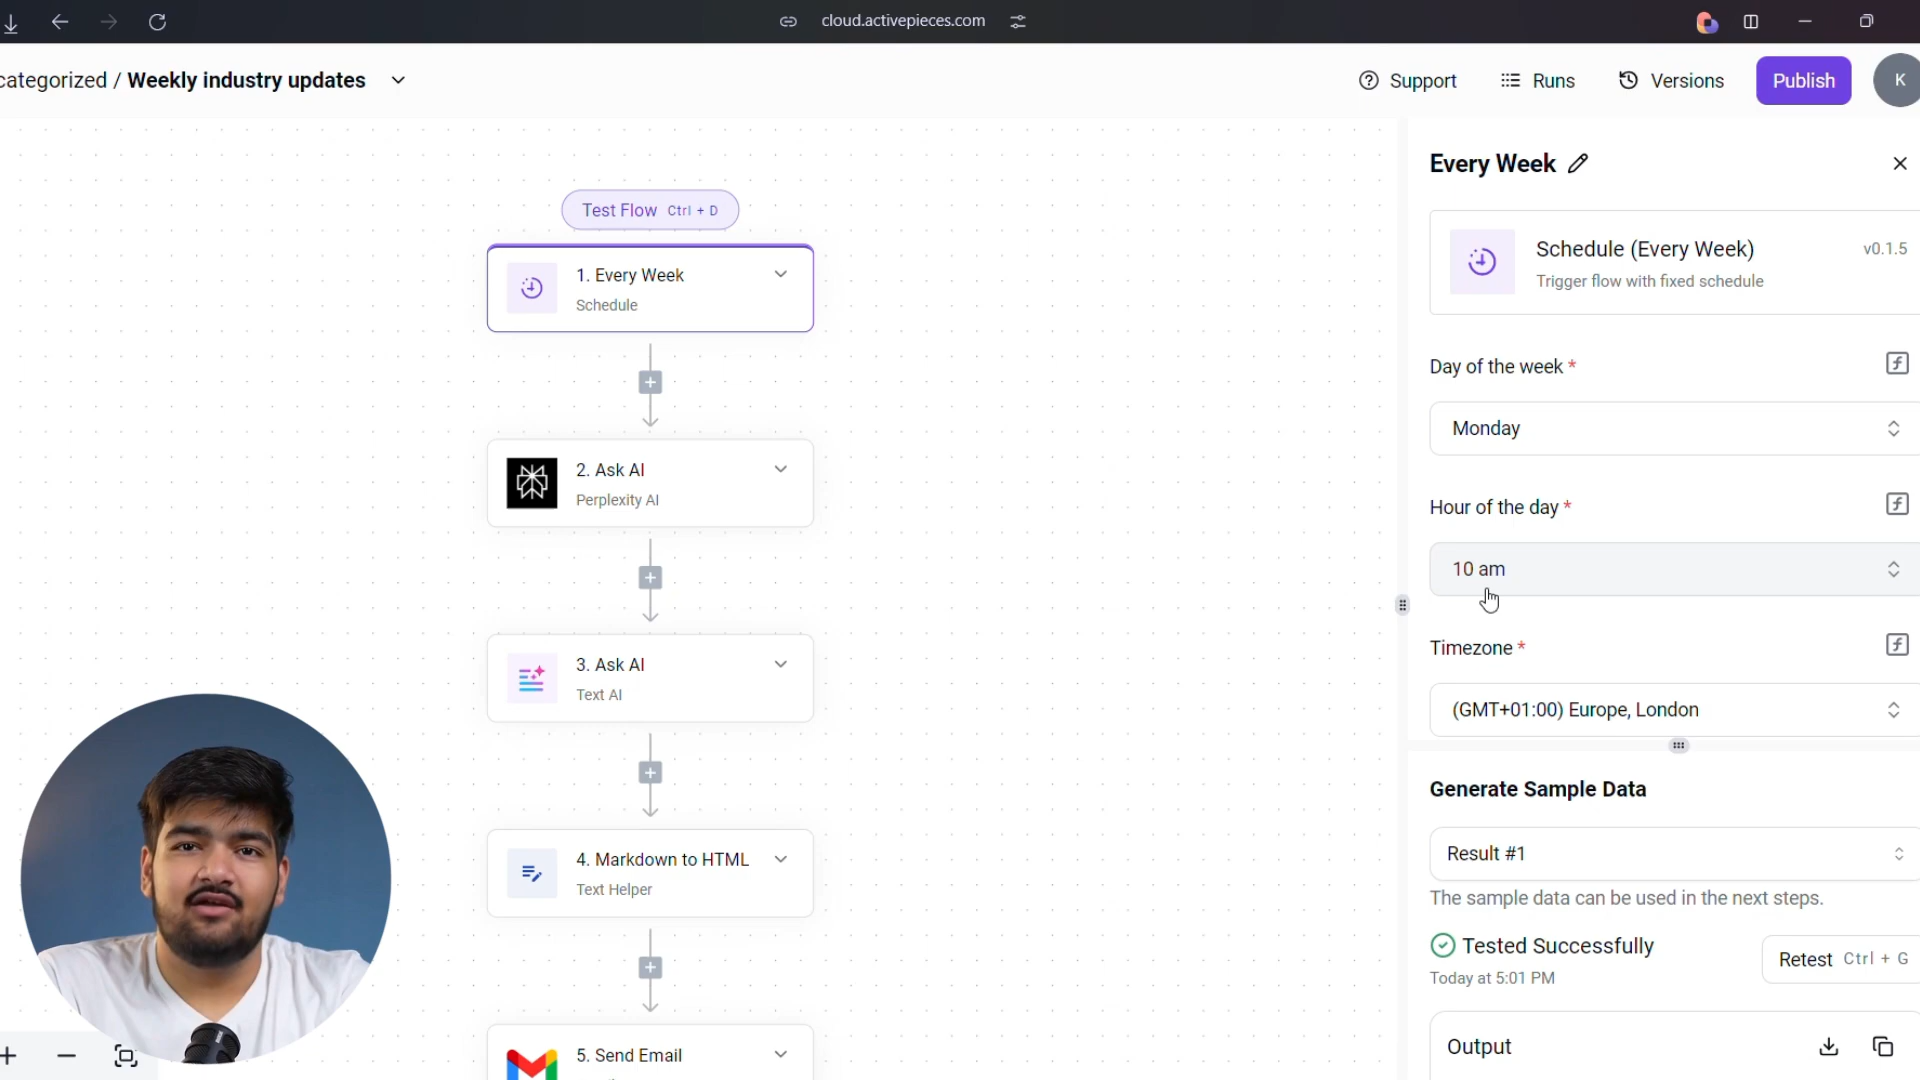 cloud.activepieces.com
categorized / Weekly industry updates
Support
Runs
Versions
Publish
K
Test Flow Ctrl + D
1. Every Week
Schedule
2. Ask AI
Perplexity AI
3. Ask AI
Text AI
4. Markdown to HTML
Text Helper
5. Send Email
Every Week
Schedule (Every Week)
v0.1.5
Trigger flow with fixed schedule
Day of the week *
Monday
Hour of the day *
10 am
Timezone *
(GMT+01:00) Europe, London
Generate Sample Data
Result #1
The sample data can be used in the next steps.
Tested Successfully
Today at 5:01 PM
Retest Ctrl + G
Output